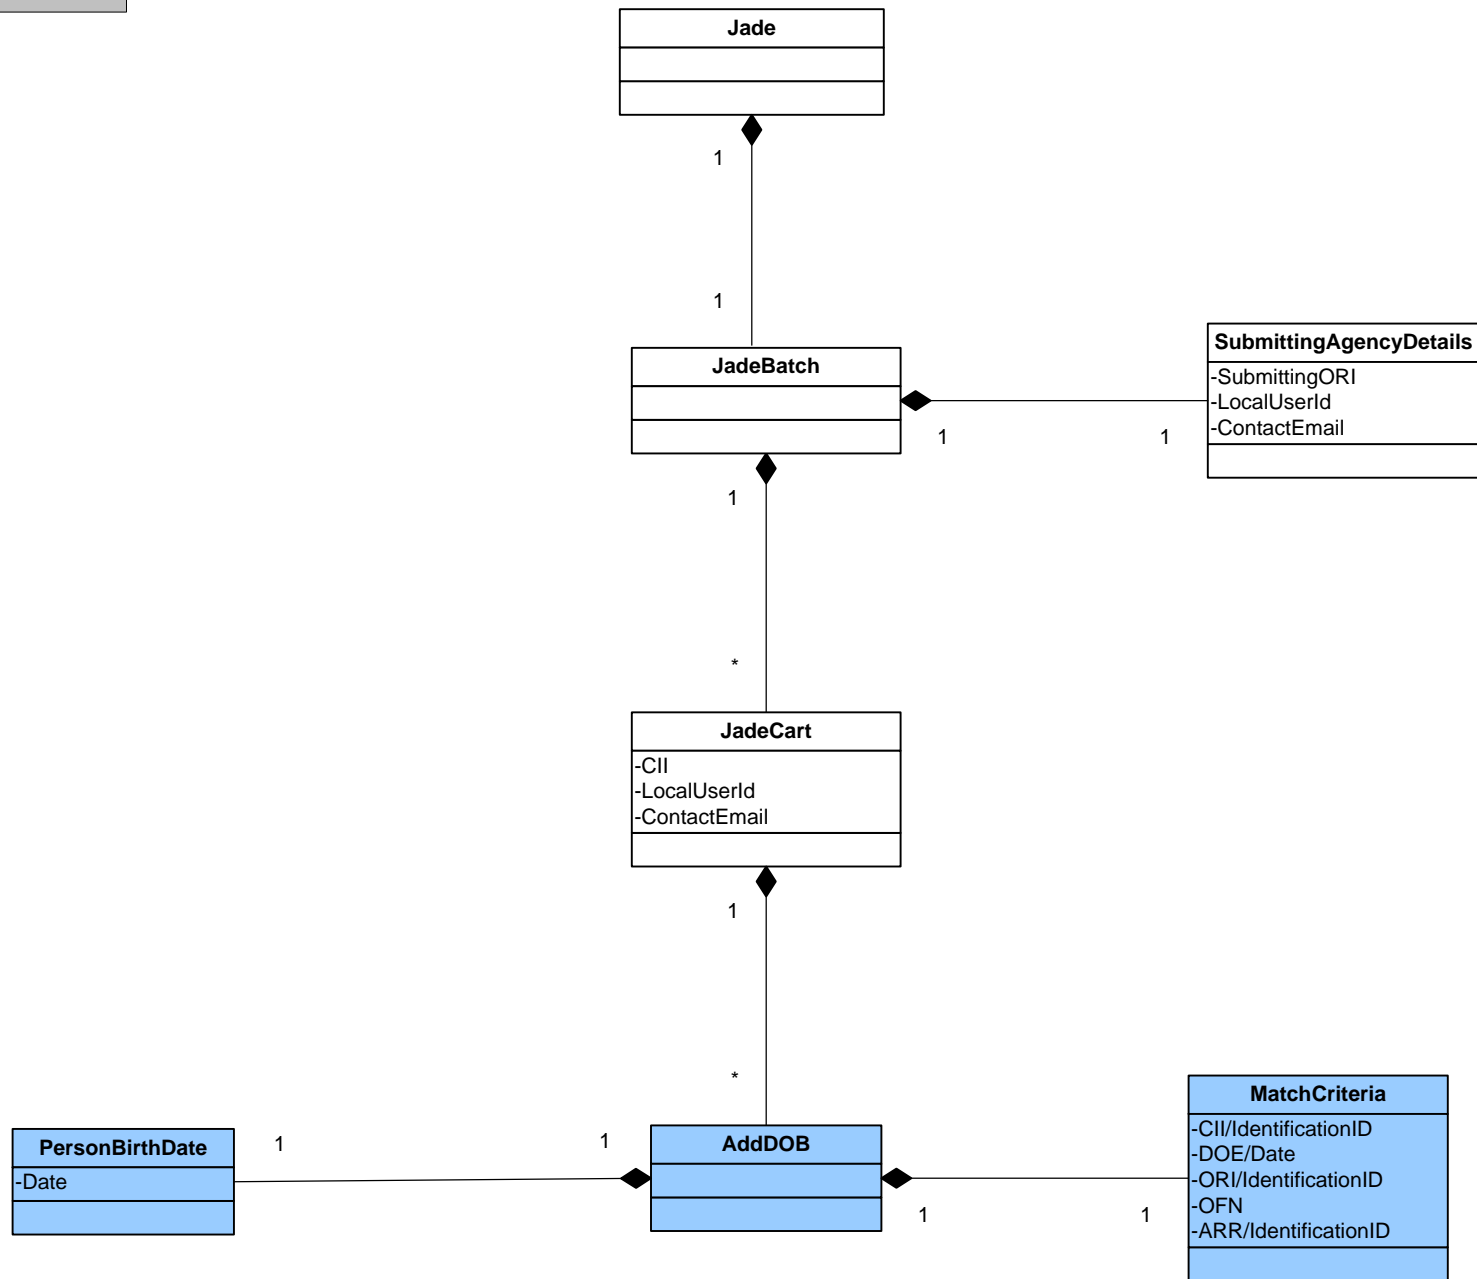 Jade
1
1
JadeBatch
SubmittingAgencyDetails
-SubmittingORI
-LocalUserId
-ContactEmail
1
1
1
*
JadeCart
-CII
-LocalUserId
-ContactEmail
1
*
PersonBirthDate
-Date
1
1
AddDOB
1
1
MatchCriteria
-CII/IdentificationID
-DOE/Date
-ORI/IdentificationID
-OFN
-ARR/IdentificationID